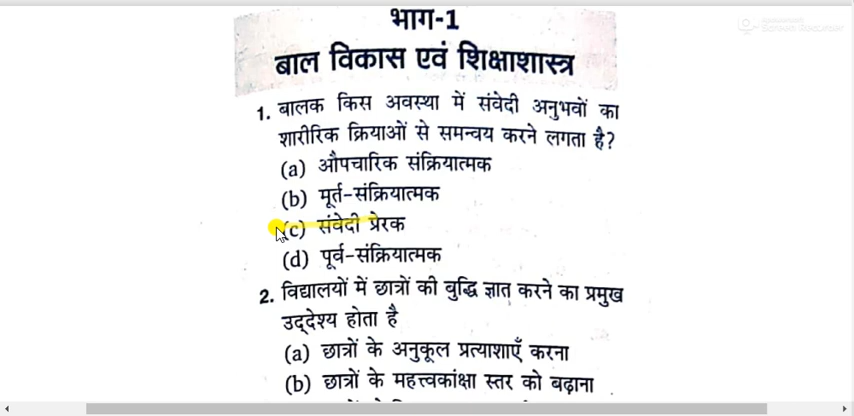 भाग-1
बाल विकास एवं शिक्षाशास्त्र
1. बालक किस अवस्था में संवेदी अनुभवों का
शारीरिक क्रियाओं से समन्वय करने लगता है?
(a) औपचारिक संक्रियात्मक
(b) मूर्त-संक्रियात्मक
(c) संवेदी प्रेरक
(d) पूर्व-संक्रियात्मक
2. विद्यालयों में छात्रों की बुद्धि ज्ञात करने का प्रमुख
उद्देश्य होता है
(a) छात्रों के अनुकूल प्रत्याशाएँ करना
(b) छात्रों के महत्त्वकांक्षा स्तर को बढ़ाना